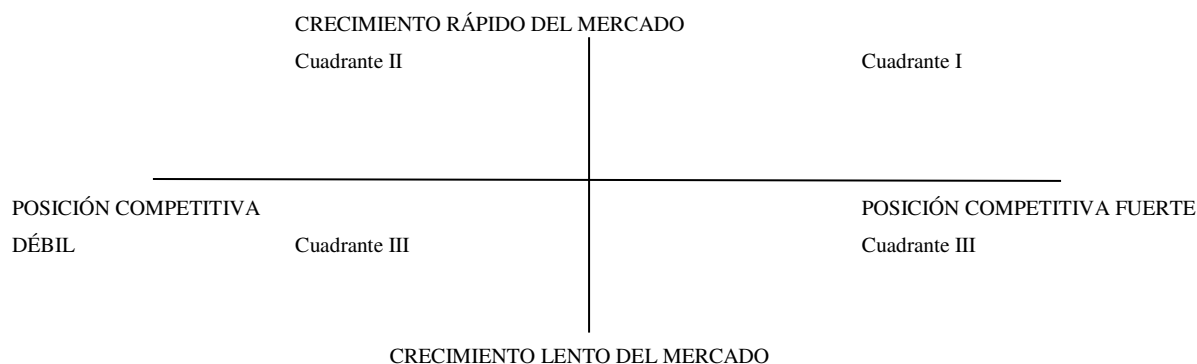 CRECIMIENTO RÁPIDO DEL MERCADO
Cuadrante II
Cuadrante I
POSICIÓN COMPETITIVA
POSICIÓN COMPETITIVA FUERTE
DÉBIL
Cuadrante III
Cuadrante III
CRECIMIENTO LENTO DEL MERCADO